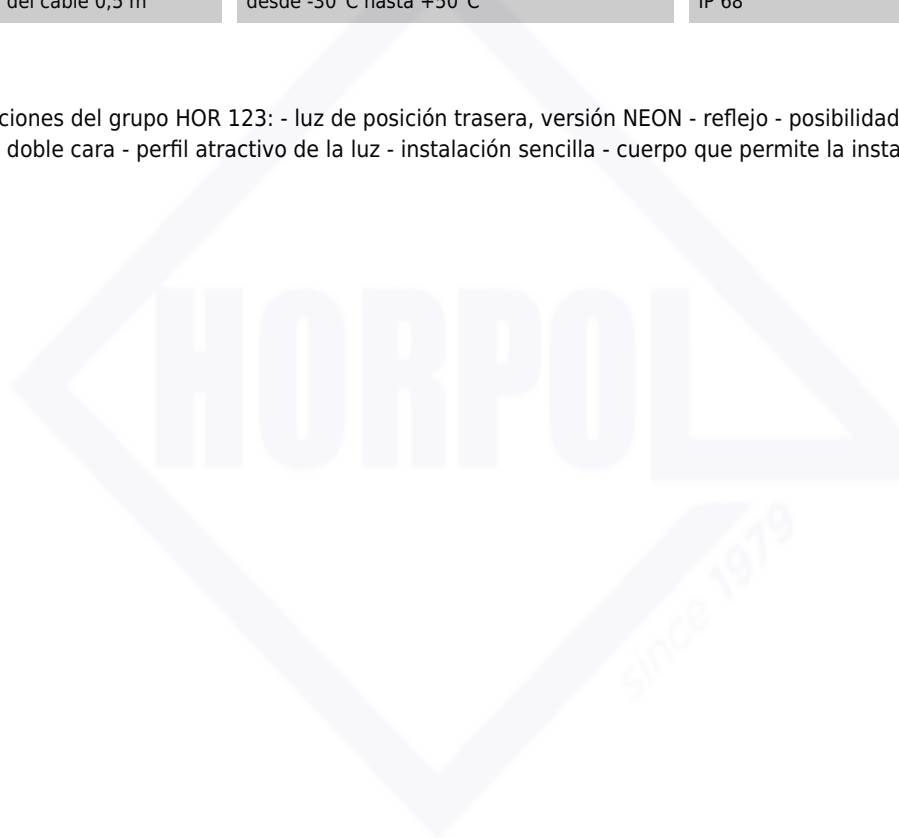 del cable 0,5 m desde -30°C hasta +50°C IP 68
ciones del grupo HOR 123: - luz de posición trasera, versión NEON - reflejo - posibilidad
doble cara - perfil atractivo de la luz - instalación sencilla - cuerpo que permite la insta
HORPOL
since 1979